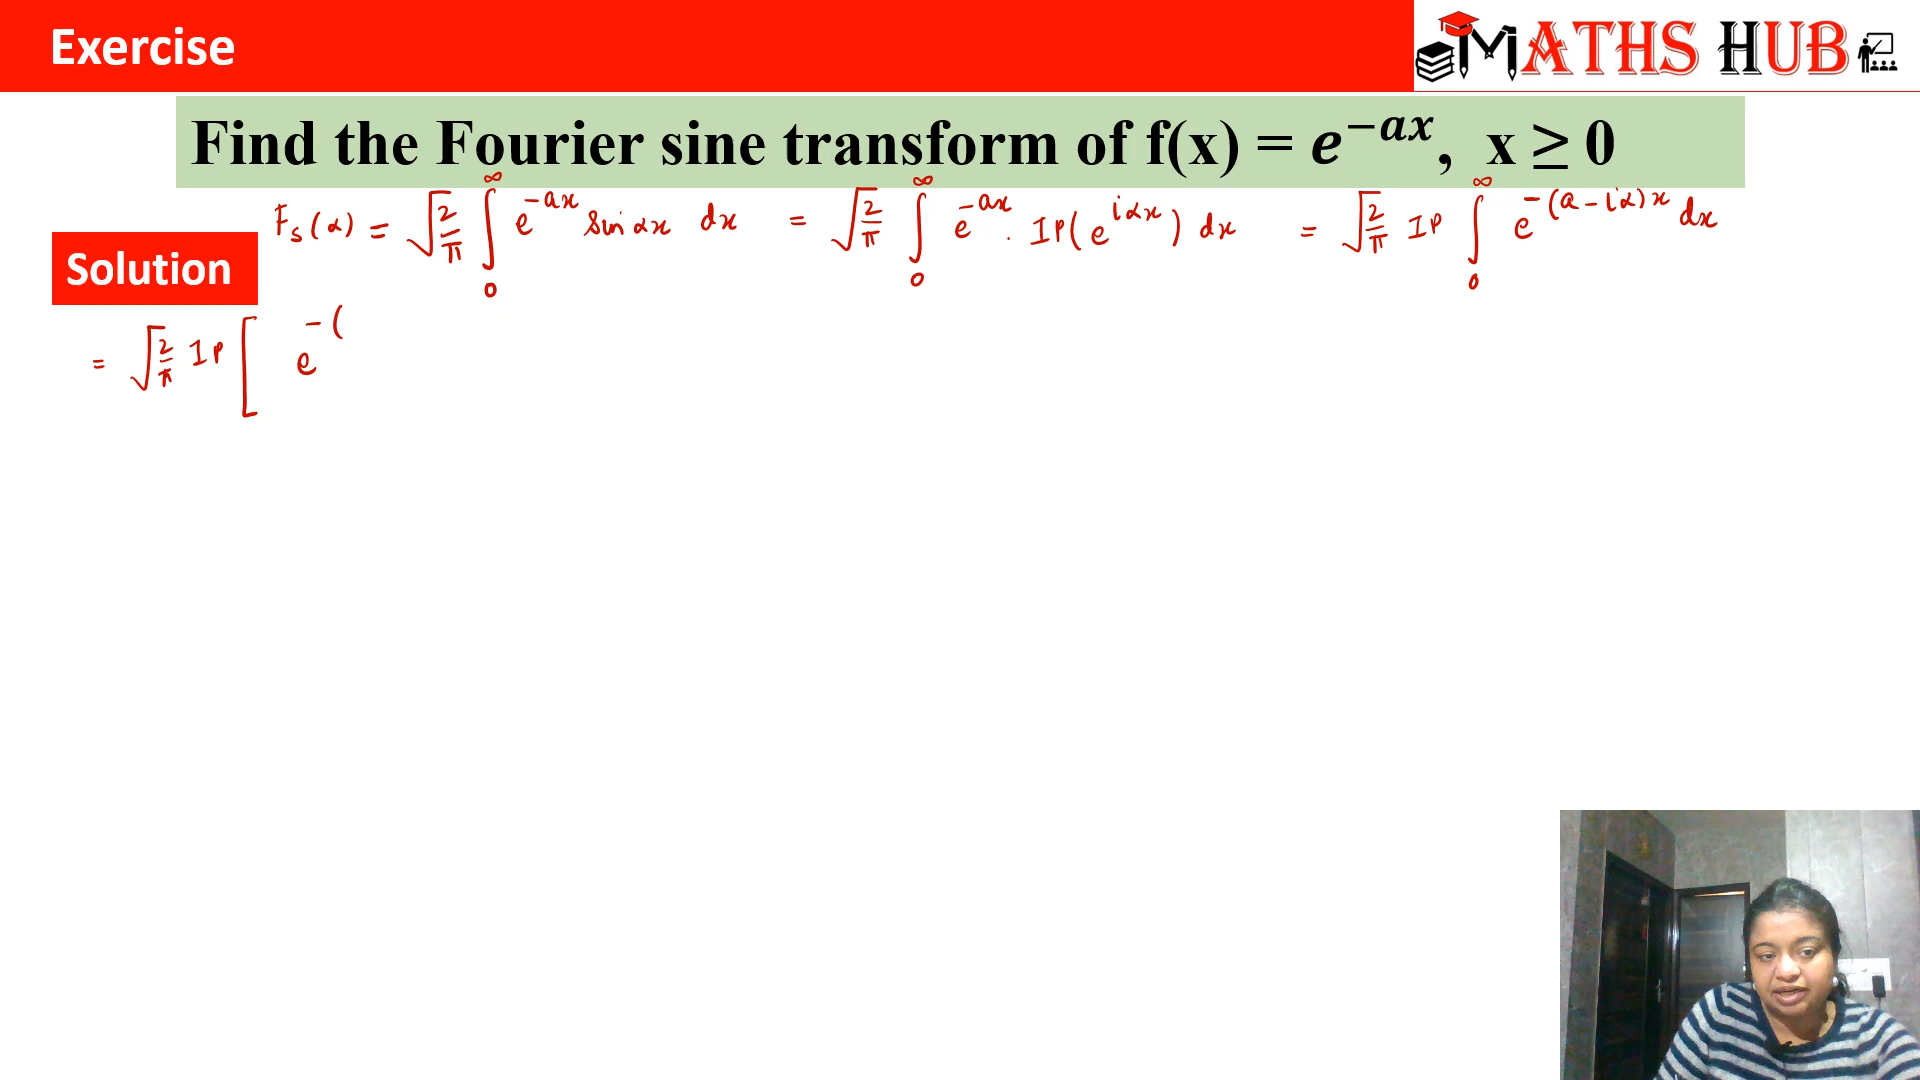 Exercise
MATHS HUB
Find the Fourier sine transform of f(x) = e^{-ax}, x ≥ 0
F_s(α) = √(2/π) ∫_0^∞ e^{-ax} sin αx dx = √(2/π) ∫_0^∞ e^{-ax} . IP(e^{iαx}) dx = √(2/π) IP ∫_0^∞ e^{-(a-iα)x} dx
Solution
= √(2/π) IP [ e^{-(